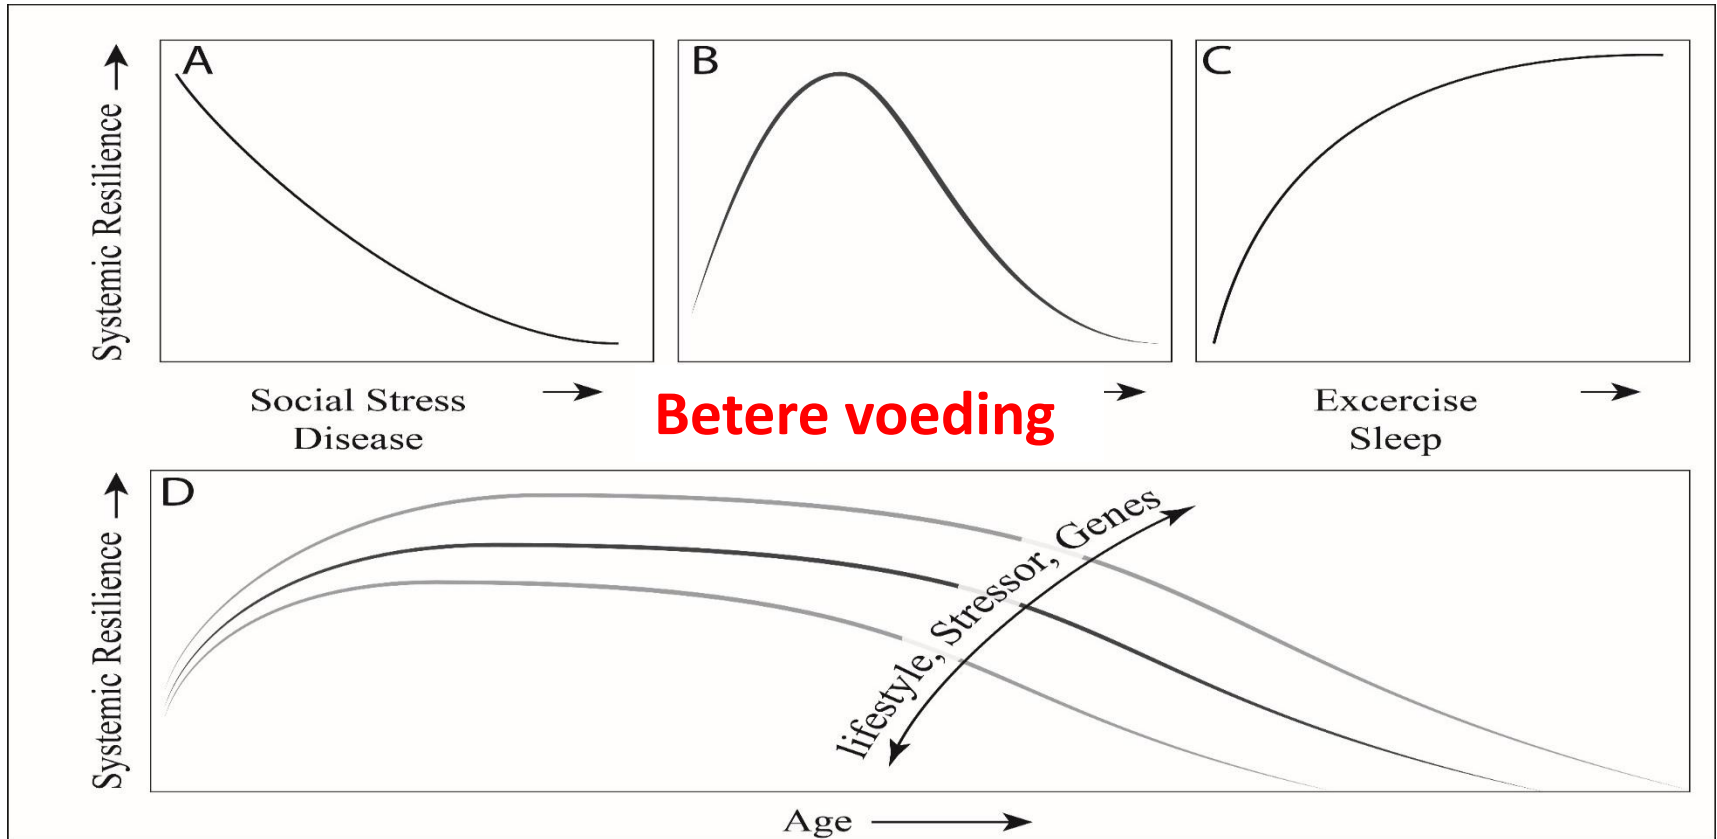 A
B
C
Systemic Resilience
Social Stress
Disease
Betere voeding
Excercise
Sleep
D
Systemic Resilience
lifestyle, Stressor, Genes
Age